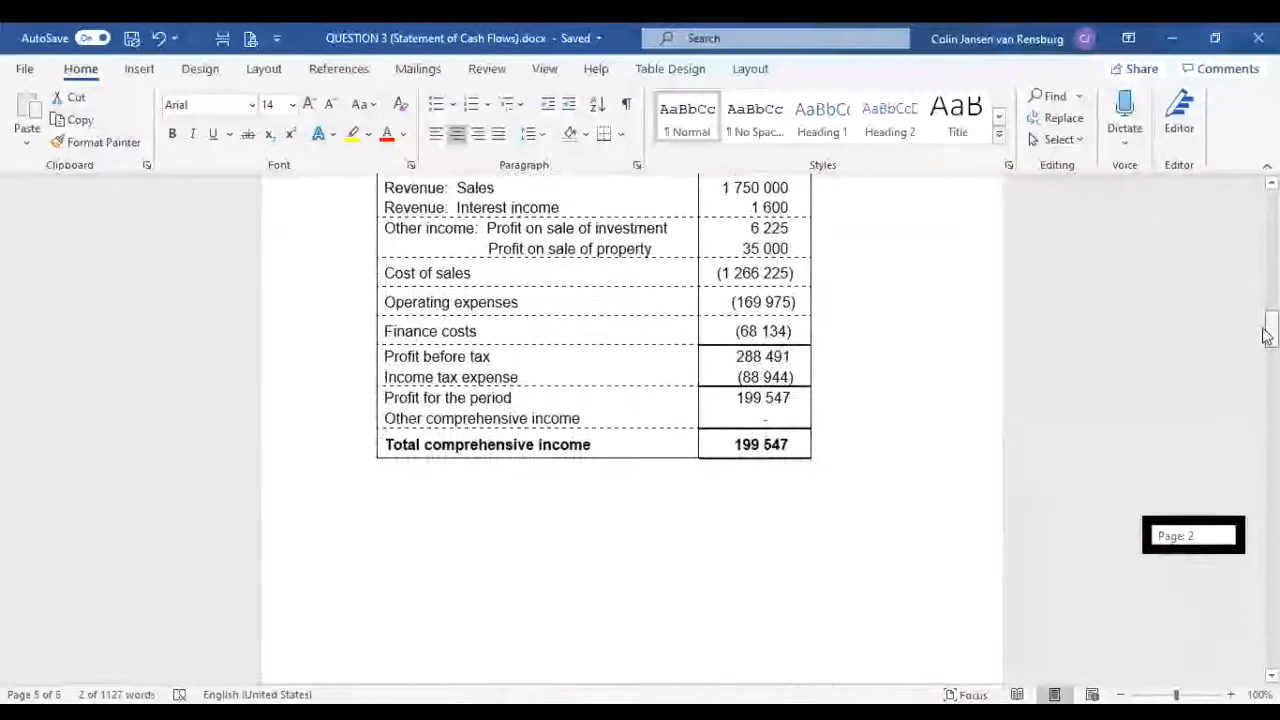 AutoSave On QUESTION 3 (Statement of Cash Flows).docx - Saved Search Colin Jansen van Rensburg CJ
File Home Insert Design Layout References Mailings Review View Help Table Design Layout Share Comments
Paste Cut Copy Format Painter Clipboard
Arial 14 Aa Font
Paragraph
AaBbCc AaBbCc AaBbCc AaBbCcD AaB
¶ Normal ¶ No Spac... Heading 1 Heading 2 Title
Styles
Find Replace Select Editing
Dictate Voice
Editor Editor
Revenue: Sales 1 750 000
Revenue: Interest income 1 600
Other income: Profit on sale of investment 6 225
Profit on sale of property 35 000
Cost of sales (1 266 225)
Operating expenses (169 975)
Finance costs (68 134)
Profit before tax 288 491
Income tax expense (88 944)
Profit for the period 199 547
Other comprehensive income -
Total comprehensive income 199 547
Page: 2
Page 5 of 6 2 of 1127 words English (United States) Focus 100%